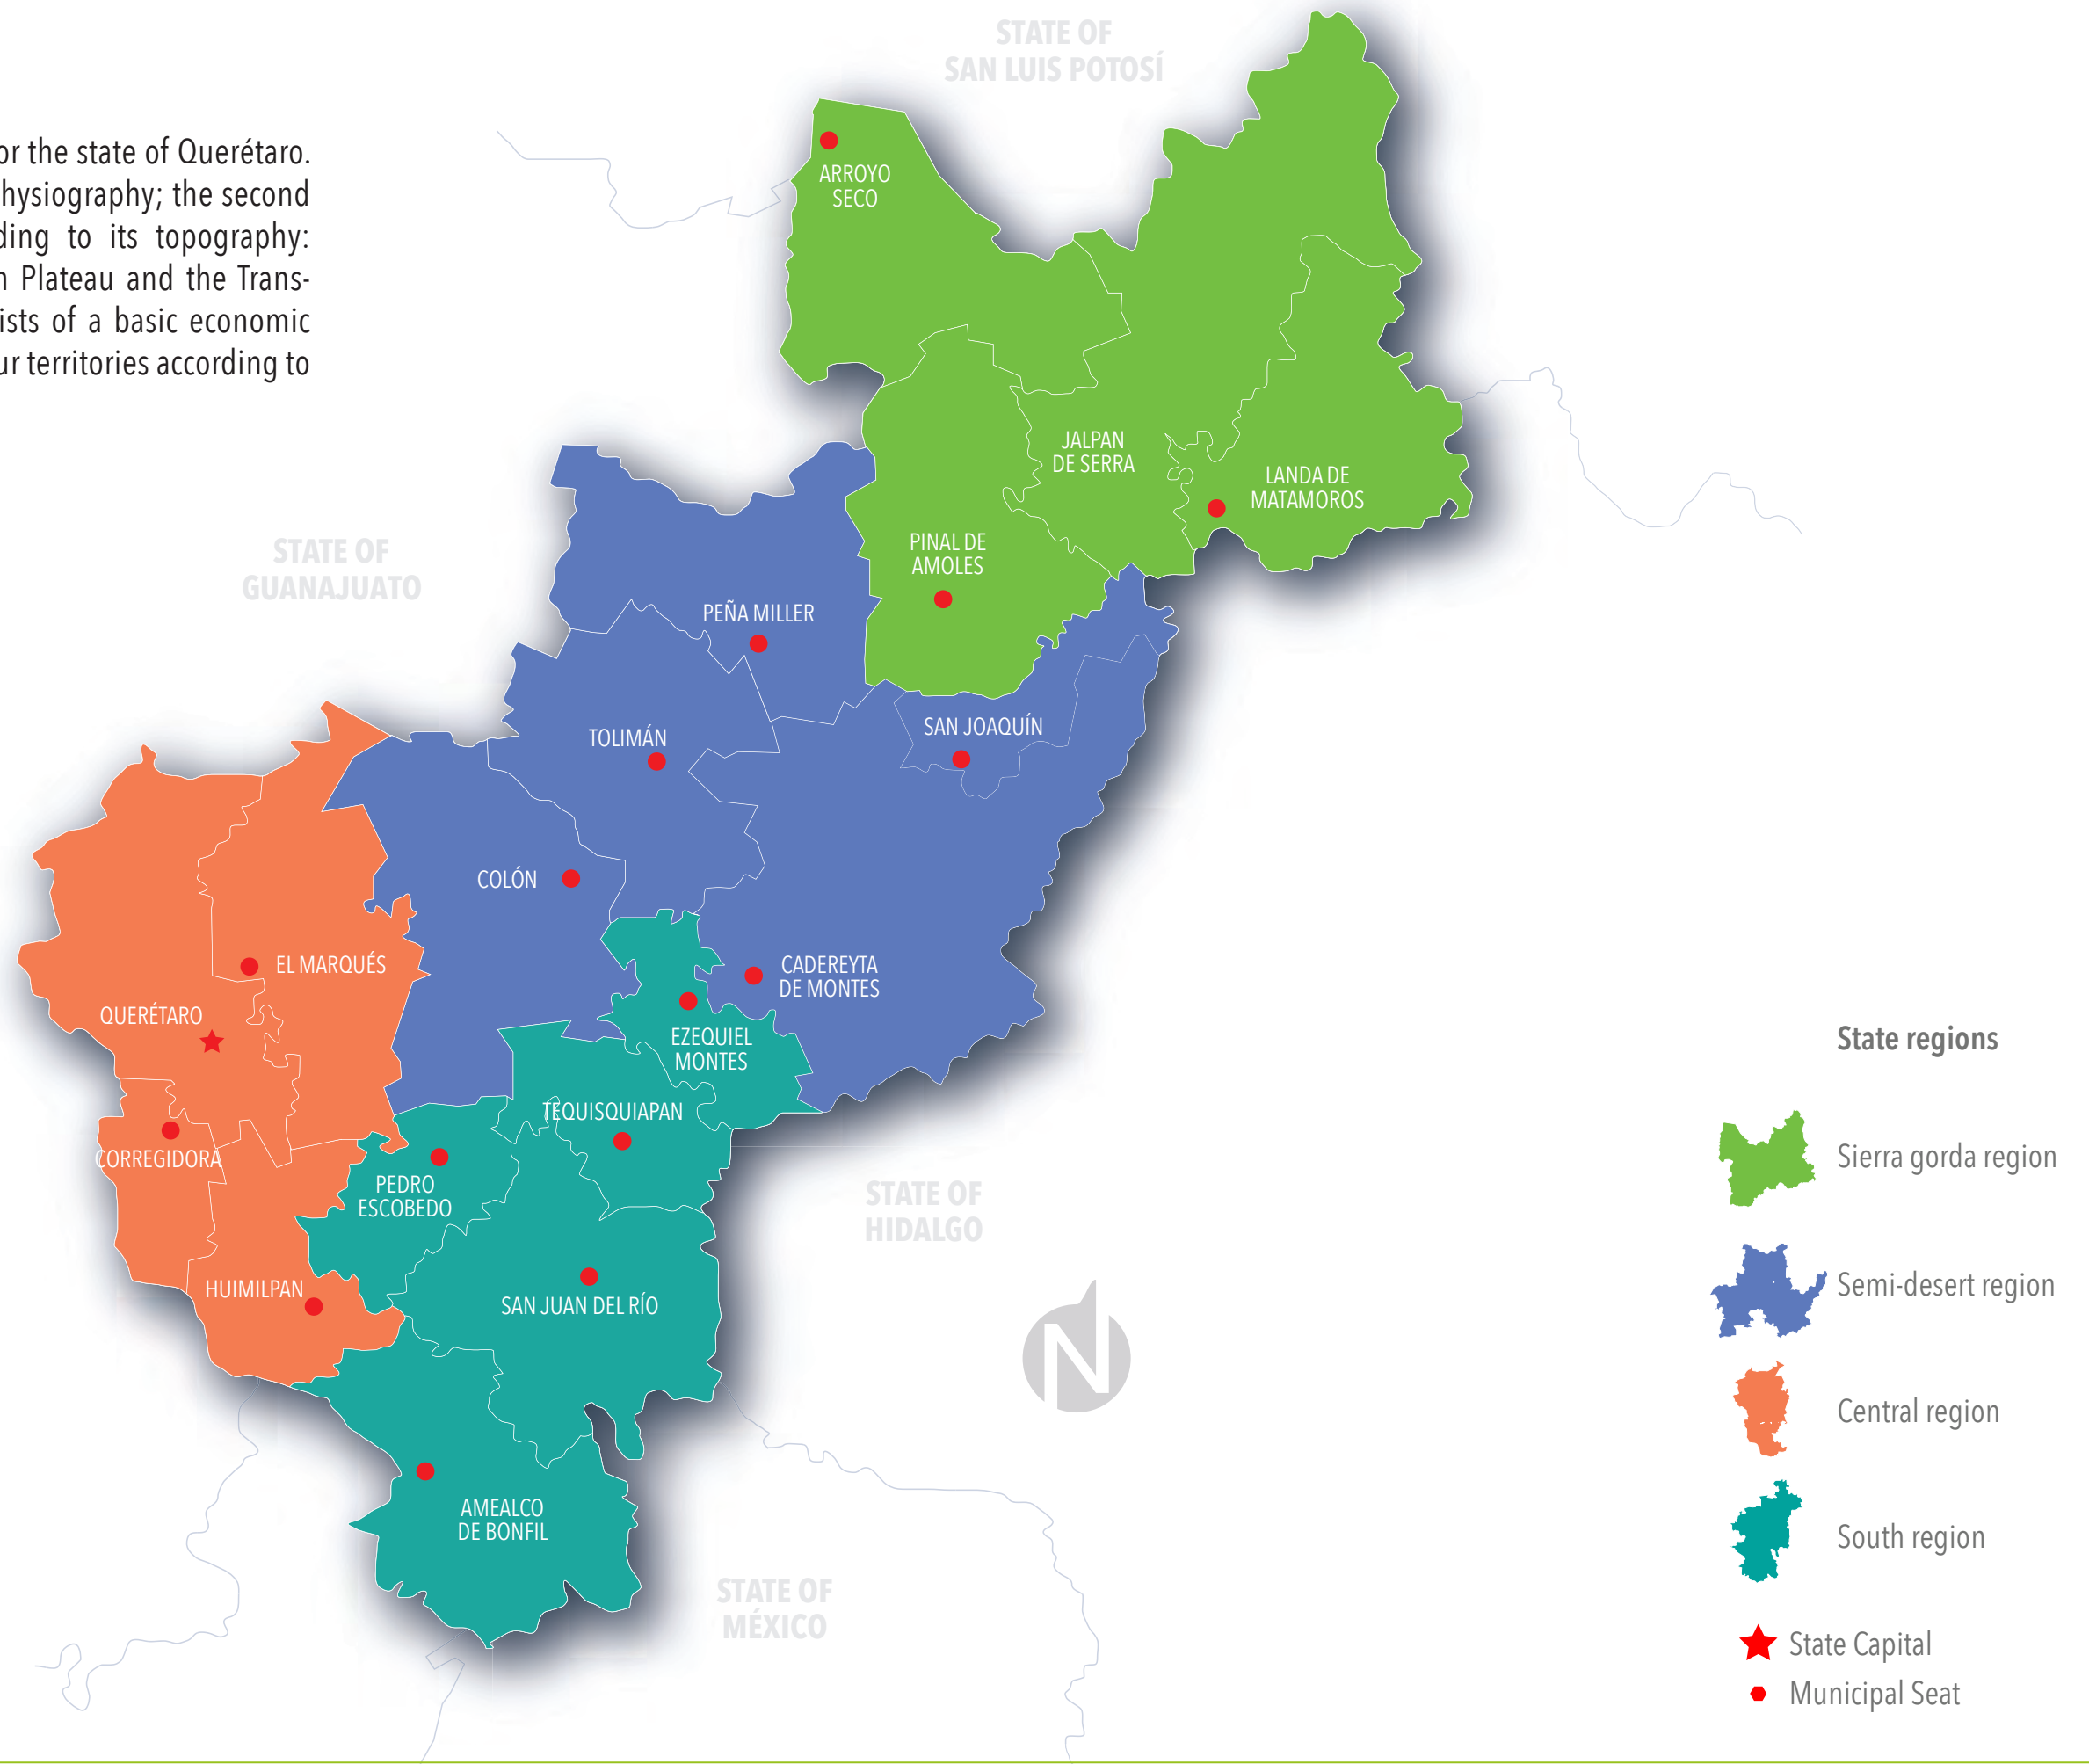 or the state of Querétaro.
hysiography; the second
ding to its topography:
n Plateau and the Trans-
ists of a basic economic
ur territories according to
STATE OF
SAN LUIS POTOSÍ
ARROYO
SECO
JALPAN
DE SERRA
LANDA DE
MATAMOROS
PINAL DE
AMOLES
STATE OF
GUANAJUATO
PEÑA MILLER
SAN JOAQUÍN
TOLIMÁN
COLÓN
EL MARQUÉS
CADEREYTA
DE MONTES
QUERÉTARO
EZEQUIEL
MONTES
TEQUISQUIAPAN
CORREGIDORA
PEDRO
ESCOBEDO
STATE OF
HIDALGO
HUIMILPAN
SAN JUAN DEL RÍO
N
AMEALCO
DE BONFIL
STATE OF
MÉXICO
State regions
Sierra gorda region
Semi-desert region
Central region
South region
State Capital
Municipal Seat